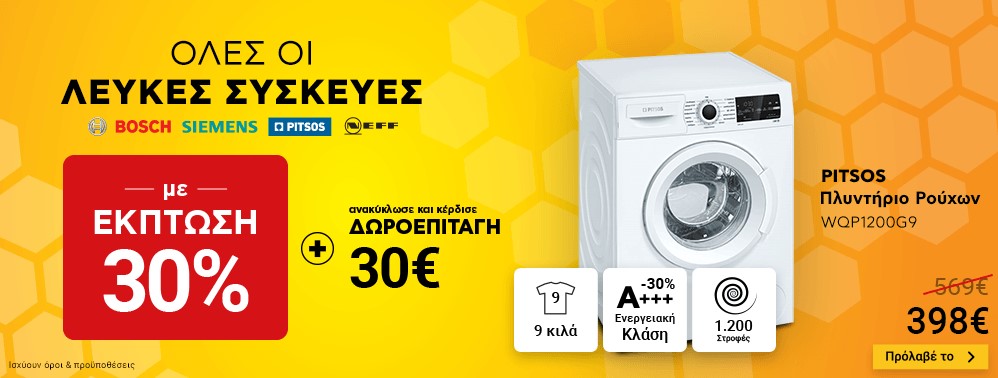 ΟΛΕΣ ΟΙ
ΛΕΥΚΕΣ ΣΥΣΚΕΥΕΣ
BOSCH SIEMENS PITSOS NEFF
με
ΕΚΠΤΩΣΗ
30%
+
ανακύκλωσε και κέρδισε
ΔΩΡΟΕΠΙΤΑΓΗ
30€
PITSOS
PITSOS
Πλυντήριο Ρούχων
WQP1200G9
9
9 κιλά
A+++ -30%
Ενεργειακή
Κλάση
1.200
Στροφές
569€
398€
Πρόλαβέ το >
Ισχύουν όροι & προϋποθέσεις